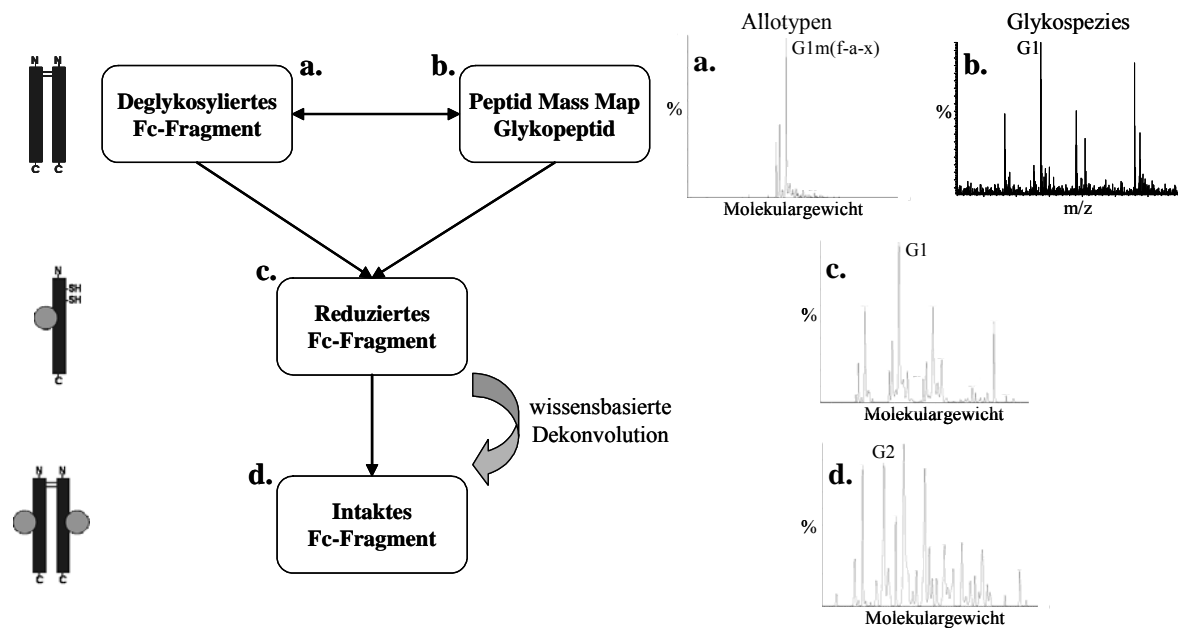 N N
C C
a.
Deglykosyliertes
Fc-Fragment
b.
Peptid Mass Map
Glykopeptid
Allotypen
a.
G1m(f-a-x)
%
Molekulargewicht
Glykospezies
b.
G1
%
m/z
N
SH
SH
C
c.
Reduziertes
Fc-Fragment
wissensbasierte
Dekonvolution
c.
G1
%
Molekulargewicht
N N
C C
d.
Intaktes
Fc-Fragment
d.
G2
%
Molekulargewicht